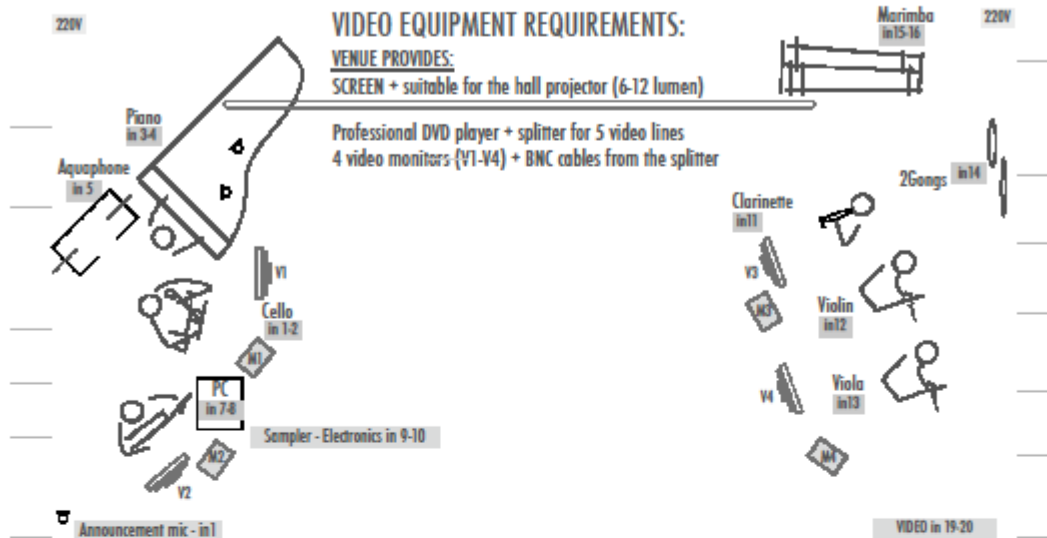 220V
VIDEO EQUIPMENT REQUIREMENTS:
VENUE PROVIDES:
SCREEN + suitable for the hall projector (6-12 lumen)
Professional DVD player + splitter for 5 video lines
4 video monitors (V1-V4) + BNC cables from the splitter
Marimba
in15-16
220V
Piano
in 3-4
Aquaphone
in 5
2Gongs
in14
Clarinette
in11
V1
V3
Cello
in 1-2
M3
Violin
in12
M1
PC
in 7-8
V4
Viola
in13
Sampler - Electronics in 9-10
M2
M4
V2
Announcement mic - in1
VIDEO in 19-20